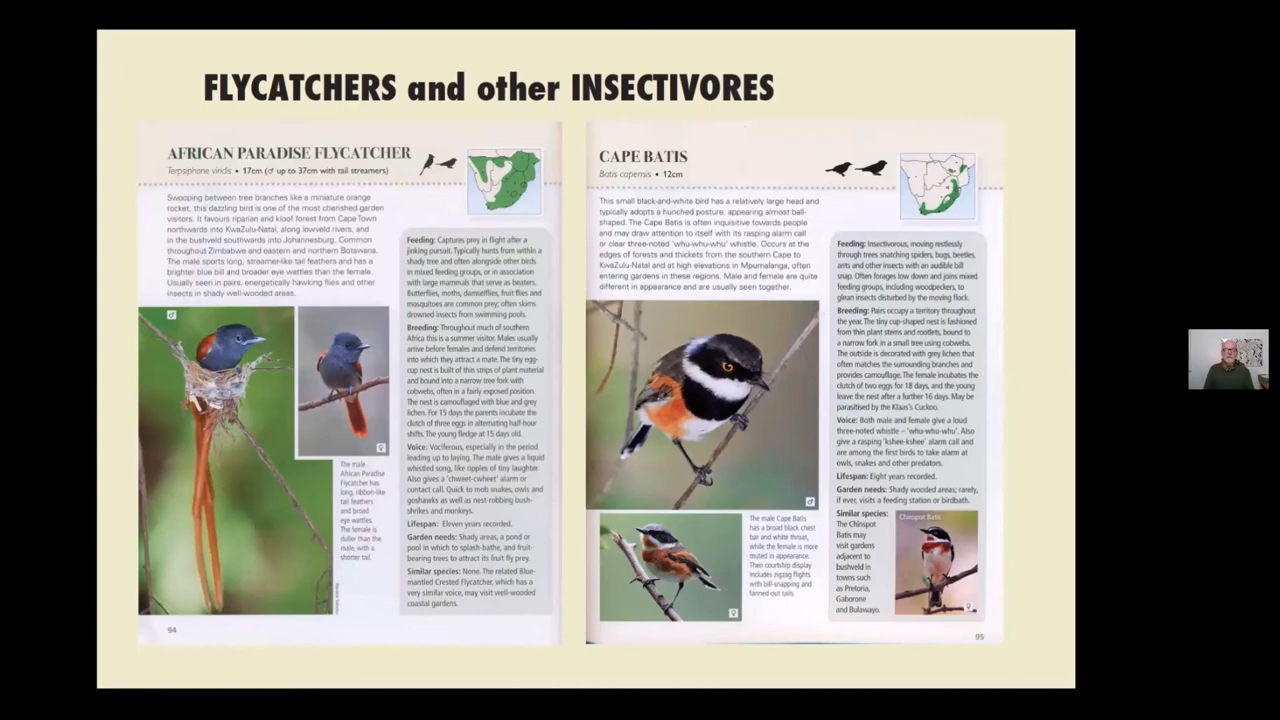 FLYCATCHERS and other INSECTIVORES
AFRICAN PARADISE FLYCATCHER
Terpsiphone viridis • 17cm (♂ up to 37cm with tail streamers)
Swooping between tree branches like a miniature orange
rocket, this dazzling bird is one of the most cherished garden
visitors. It favours riparian and kloof forest from Cape Town
northwards into KwaZulu-Natal, along lowveld rivers, and
in the bushveld southwards into Johannesburg. Common
throughout Zimbabwe and eastern and northern Botswana.
The male sports long, streamer-like tail feathers and has a
brighter blue bill and broader eye wattles than the female.
Usually seen in pairs, energetically hawking flies and other
insects in shady well-wooded areas.
♂
♀
The male
African Paradise
Flycatcher has
long, ribbon-like
tail feathers
and broad
eye wattles.
The female is
duller than the
male, with a
shorter tail.
Feeding: Captures prey in flight after a
jinking pursuit. Typically hunts from within a
shady tree and often alongside other birds
in mixed feeding groups, or in association
with large mammals that serve as beaters.
Butterflies, moths, damselflies, fruit flies and
mosquitoes are common prey; often skims
drowned insects from swimming pools.
Breeding: Throughout much of southern
Africa this is a summer visitor. Males usually
arrive before females and defend territories
into which they attract a mate. The tiny egg-
cup nest is built of thin strips of plant material
and bound into a narrow tree fork with
cobwebs, often in a fairly exposed position.
The nest is camouflaged with blue and grey
lichen. For 15 days the parents incubate the
clutch of three eggs in alternating half-hour
shifts. The young fledge at 15 days old.
Voice: Vociferous, especially in the period
leading up to laying. The male gives a liquid
whistled song, like ripples of tiny laughter.
Also gives a 'chweet-cwheet' alarm or
contact call. Quick to mob snakes, owls and
goshawks as well as nest-robbing bush-
shrikes and monkeys.
Lifespan: Eleven years recorded.
Garden needs: Shady areas, a pond or
pool in which to splash-bathe, and fruit-
bearing trees to attract its fruit fly prey.
Similar species: None. The related Blue-
mantled Crested Flycatcher, which has a
very similar voice, may visit well-wooded
coastal gardens.
94
CAPE BATIS
Batis capensis • 12cm
This small black-and-white bird has a relatively large head and
typically adopts a hunched posture, appearing almost ball-
shaped. The Cape Batis is often inquisitive towards people
and may draw attention to itself with its rasping alarm call
or clear three-noted 'whu-whu-whu' whistle. Occurs at the
edges of forests and thickets from the southern Cape to
KwaZulu-Natal and at high elevations in Mpumalanga, often
entering gardens in these regions. Male and female are quite
different in appearance and are usually seen together.
♂
♀
The male Cape Batis
has a broad black chest
bar and white throat,
while the female is more
muted in appearance.
Their courtship display
includes zigzag flights
with bill-snapping and
fanned-out tails.
Feeding: Insectivorous, moving restlessly
through trees snatching spiders, bugs, beetles,
ants and other insects with an audible bill
snap. Often forages low down and joins mixed
feeding groups, including woodpeckers, to
glean insects disturbed by the moving flock.
Breeding: Pairs occupy a territory throughout
the year. The tiny cup-shaped nest is fashioned
from thin plant stems and rootlets, bound to
a narrow fork in a small tree using cobwebs.
The outside is decorated with grey lichen that
often matches the surrounding branches and
provides camouflage. The female incubates the
clutch of two eggs for 18 days, and the young
leave the nest after a further 16 days. May be
parasitised by the Klaas's Cuckoo.
Voice: Both male and female give a loud
three-noted whistle – 'whu-whu-whu'. Also
give a rasping 'kshee-kshee' alarm call and
are among the first birds to take alarm at
owls, snakes and other predators.
Lifespan: Eight years recorded.
Garden needs: Shady wooded areas; rarely,
if ever, visits a feeding station or birdbath.
Similar species:
The Chinspot
Batis may
visit gardens
adjacent to
bushveld in
towns such
as Pretoria,
Gaborone
and Bulawayo.
Chinspot Batis
♀
95